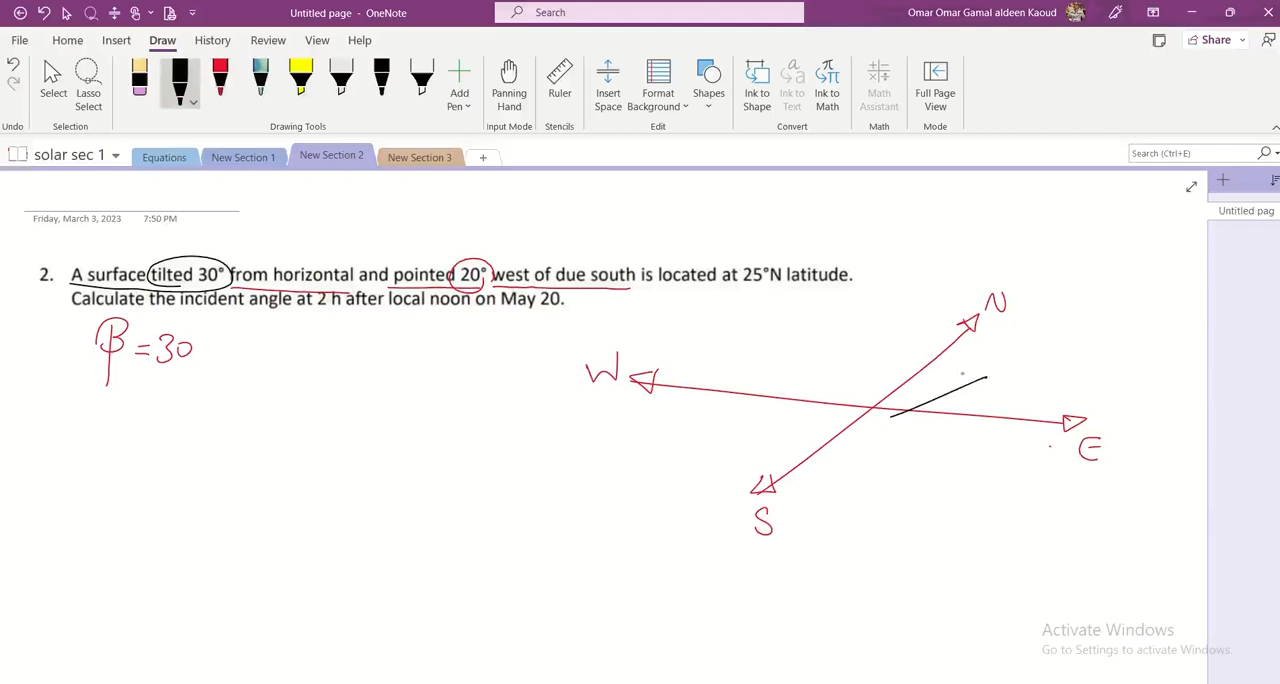 Untitled page - OneNote
Search
Omar Omar Gamal aldeen Kaoud
File Home Insert Draw History Review View Help
Share
Select
Lasso Select
Add Pen
Panning Hand
Ruler
Insert Space
Format Background
Shapes
Ink to Shape
Ink to Text
Ink to Math
Math Assistant
Full Page View
Undo Selection Drawing Tools Input Mode Stencils Edit Convert Math Mode
solar sec 1 Equations New Section 1 New Section 2 New Section 3 +
Search (Ctrl+E)
Untitled pag
Friday, March 3, 2023 7:50 PM
2. A surface tilted 30° from horizontal and pointed 20° west of due south is located at 25°N latitude.
Calculate the incident angle at 2 h after local noon on May 20.
β = 30
N
W
E
S
Activate Windows
Go to Settings to activate Windows.